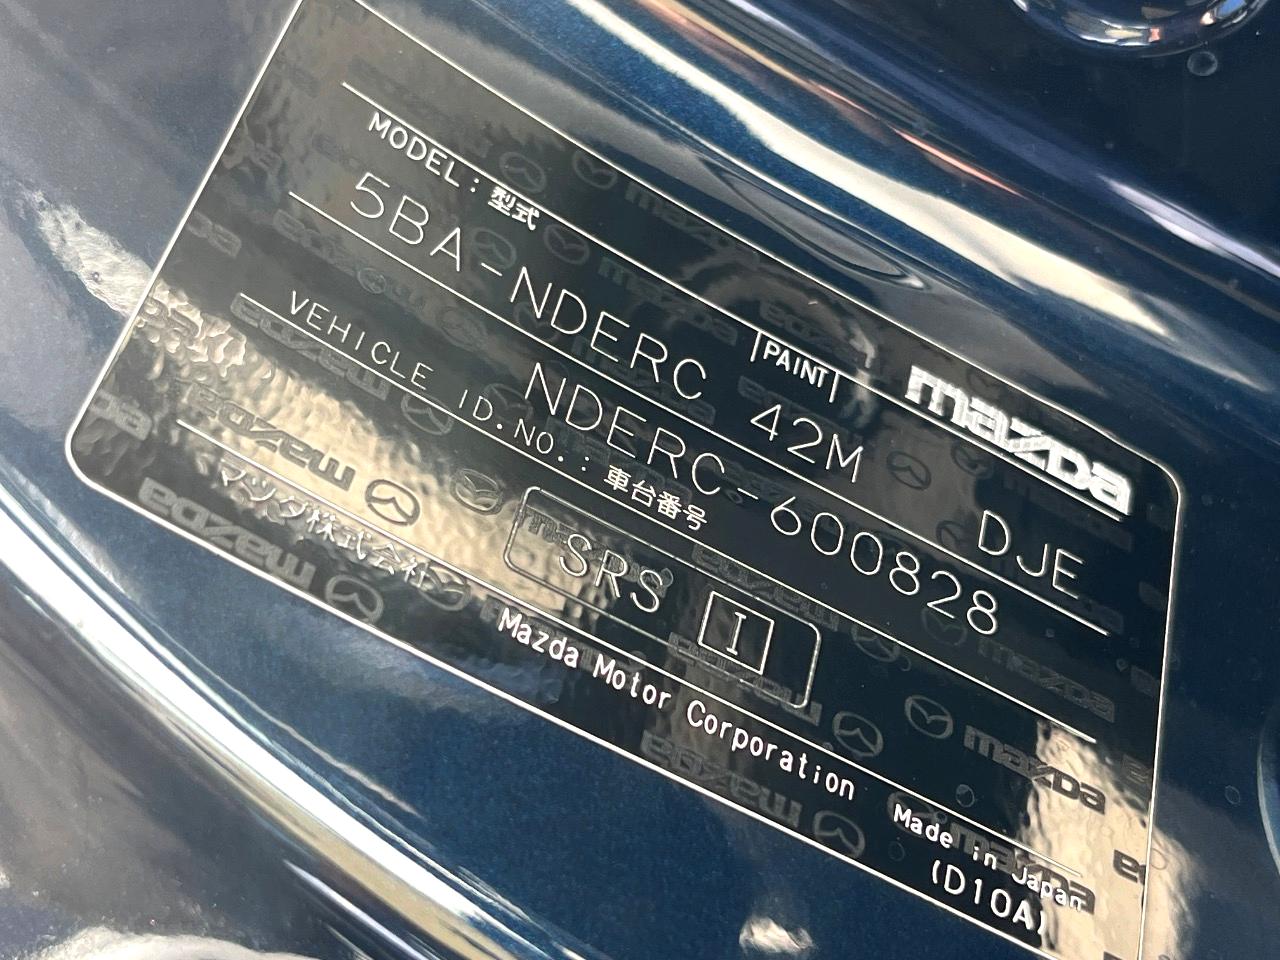 mazda
MODEL: 型式 PAINT
5BA-NDERC 42M DJE
NDERC-600828
VEHICLE ID.NO.: 車台番号
SRS I
マツダ株式会社
Mazda Motor Corporation Made in Japan
(D10A)